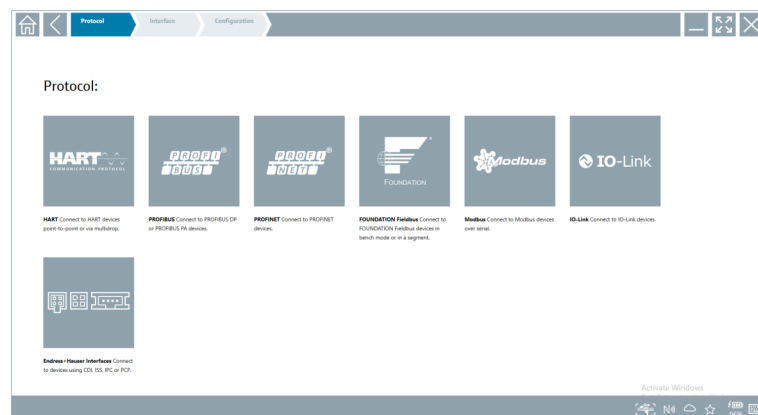 Protocol
Interface
Configuration
Protocol:
HART
COMMUNICATION PROTOCOL
PROFI
BUS
PROFI
NET
FOUNDATION
Modbus
IO-Link
HART Connect to HART devices
point-to-point or via multidrop.
PROFIBUS Connect to PROFIBUS DP
or PROFIBUS PA devices.
PROFINET Connect to PROFINET
devices.
FOUNDATION Fieldbus Connect to
FOUNDATION Fieldbus devices in
bench mode or in a segment.
Modbus Connect to Modbus devices
over serial.
IO-Link Connect to IO-Link devices.
Endress+Hauser Interfaces Connect
to devices using CDI, ISS, IPC or PCP.
Activate Windows